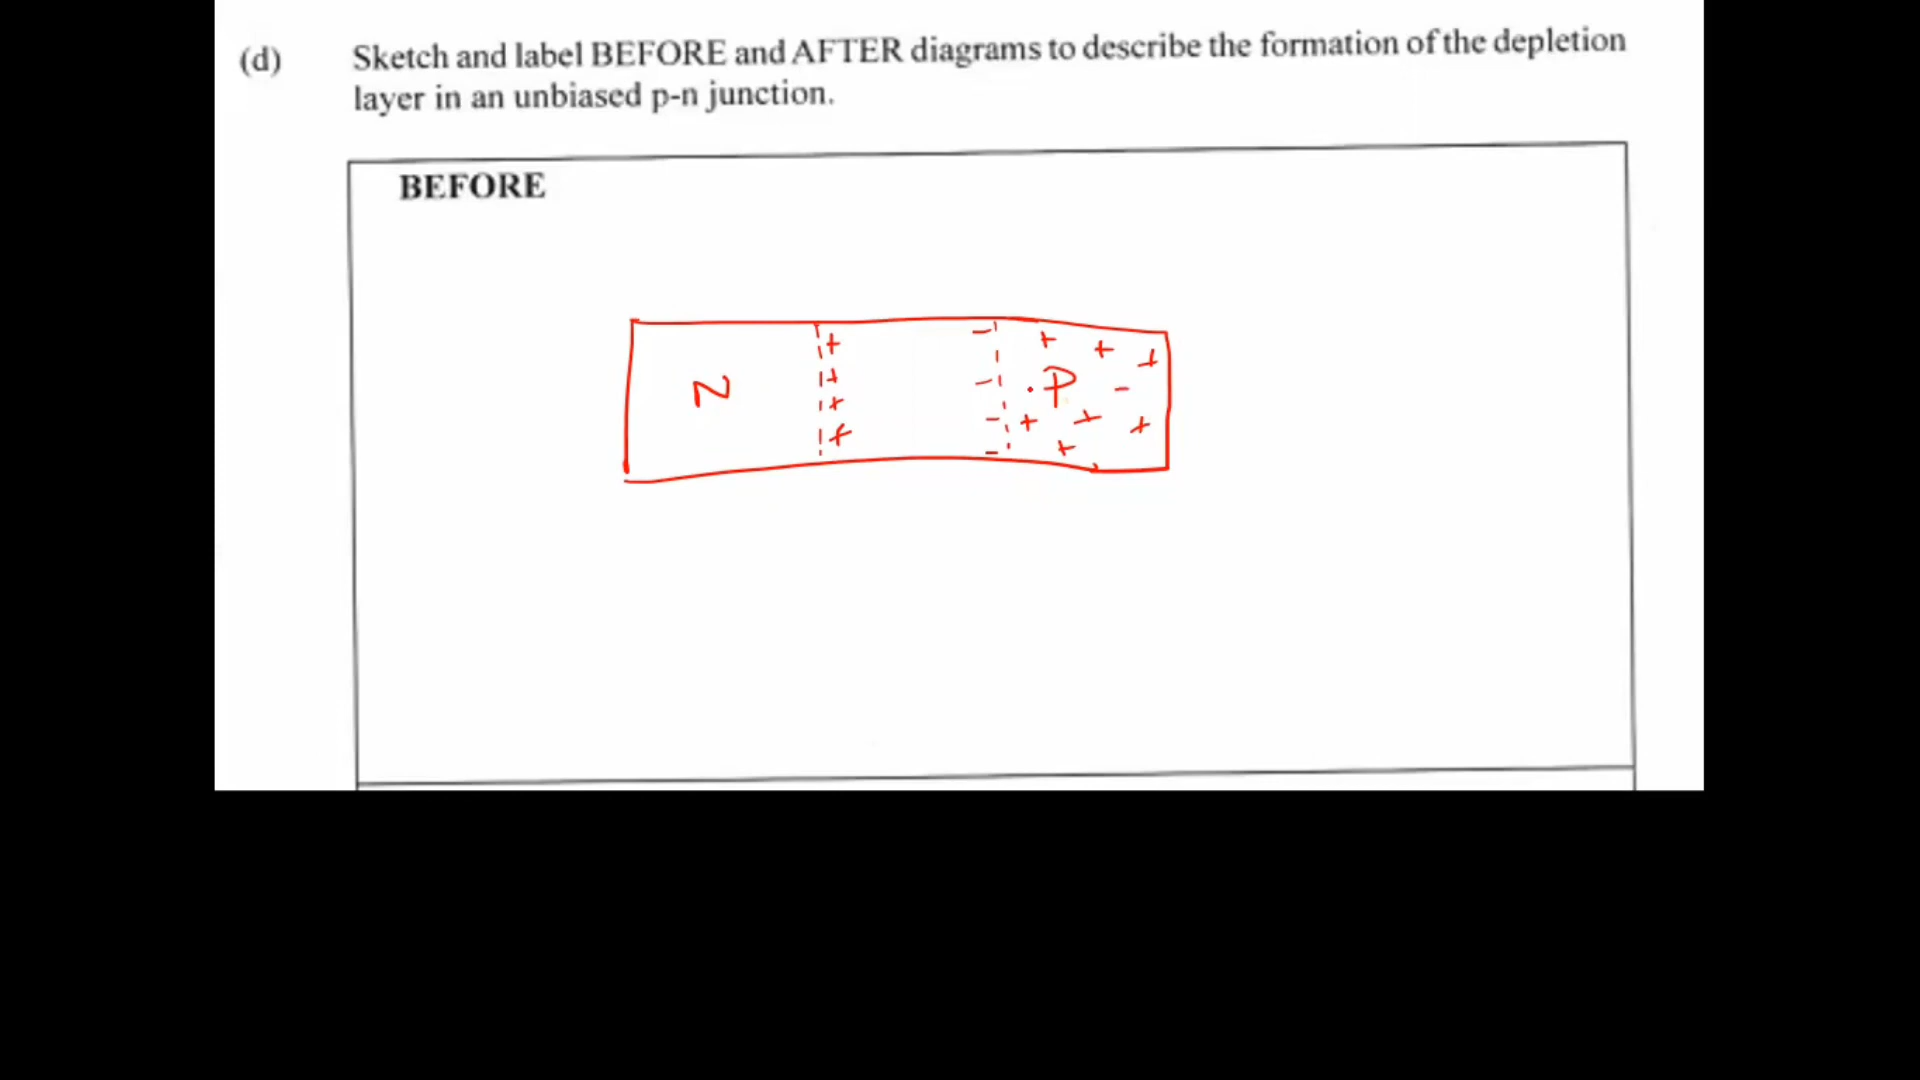 (d) Sketch and label BEFORE and AFTER diagrams to describe the formation of the depletion
layer in an unbiased p-n junction.
BEFORE
+ - + + +
N + - . P -
+ - + + +
+ - +